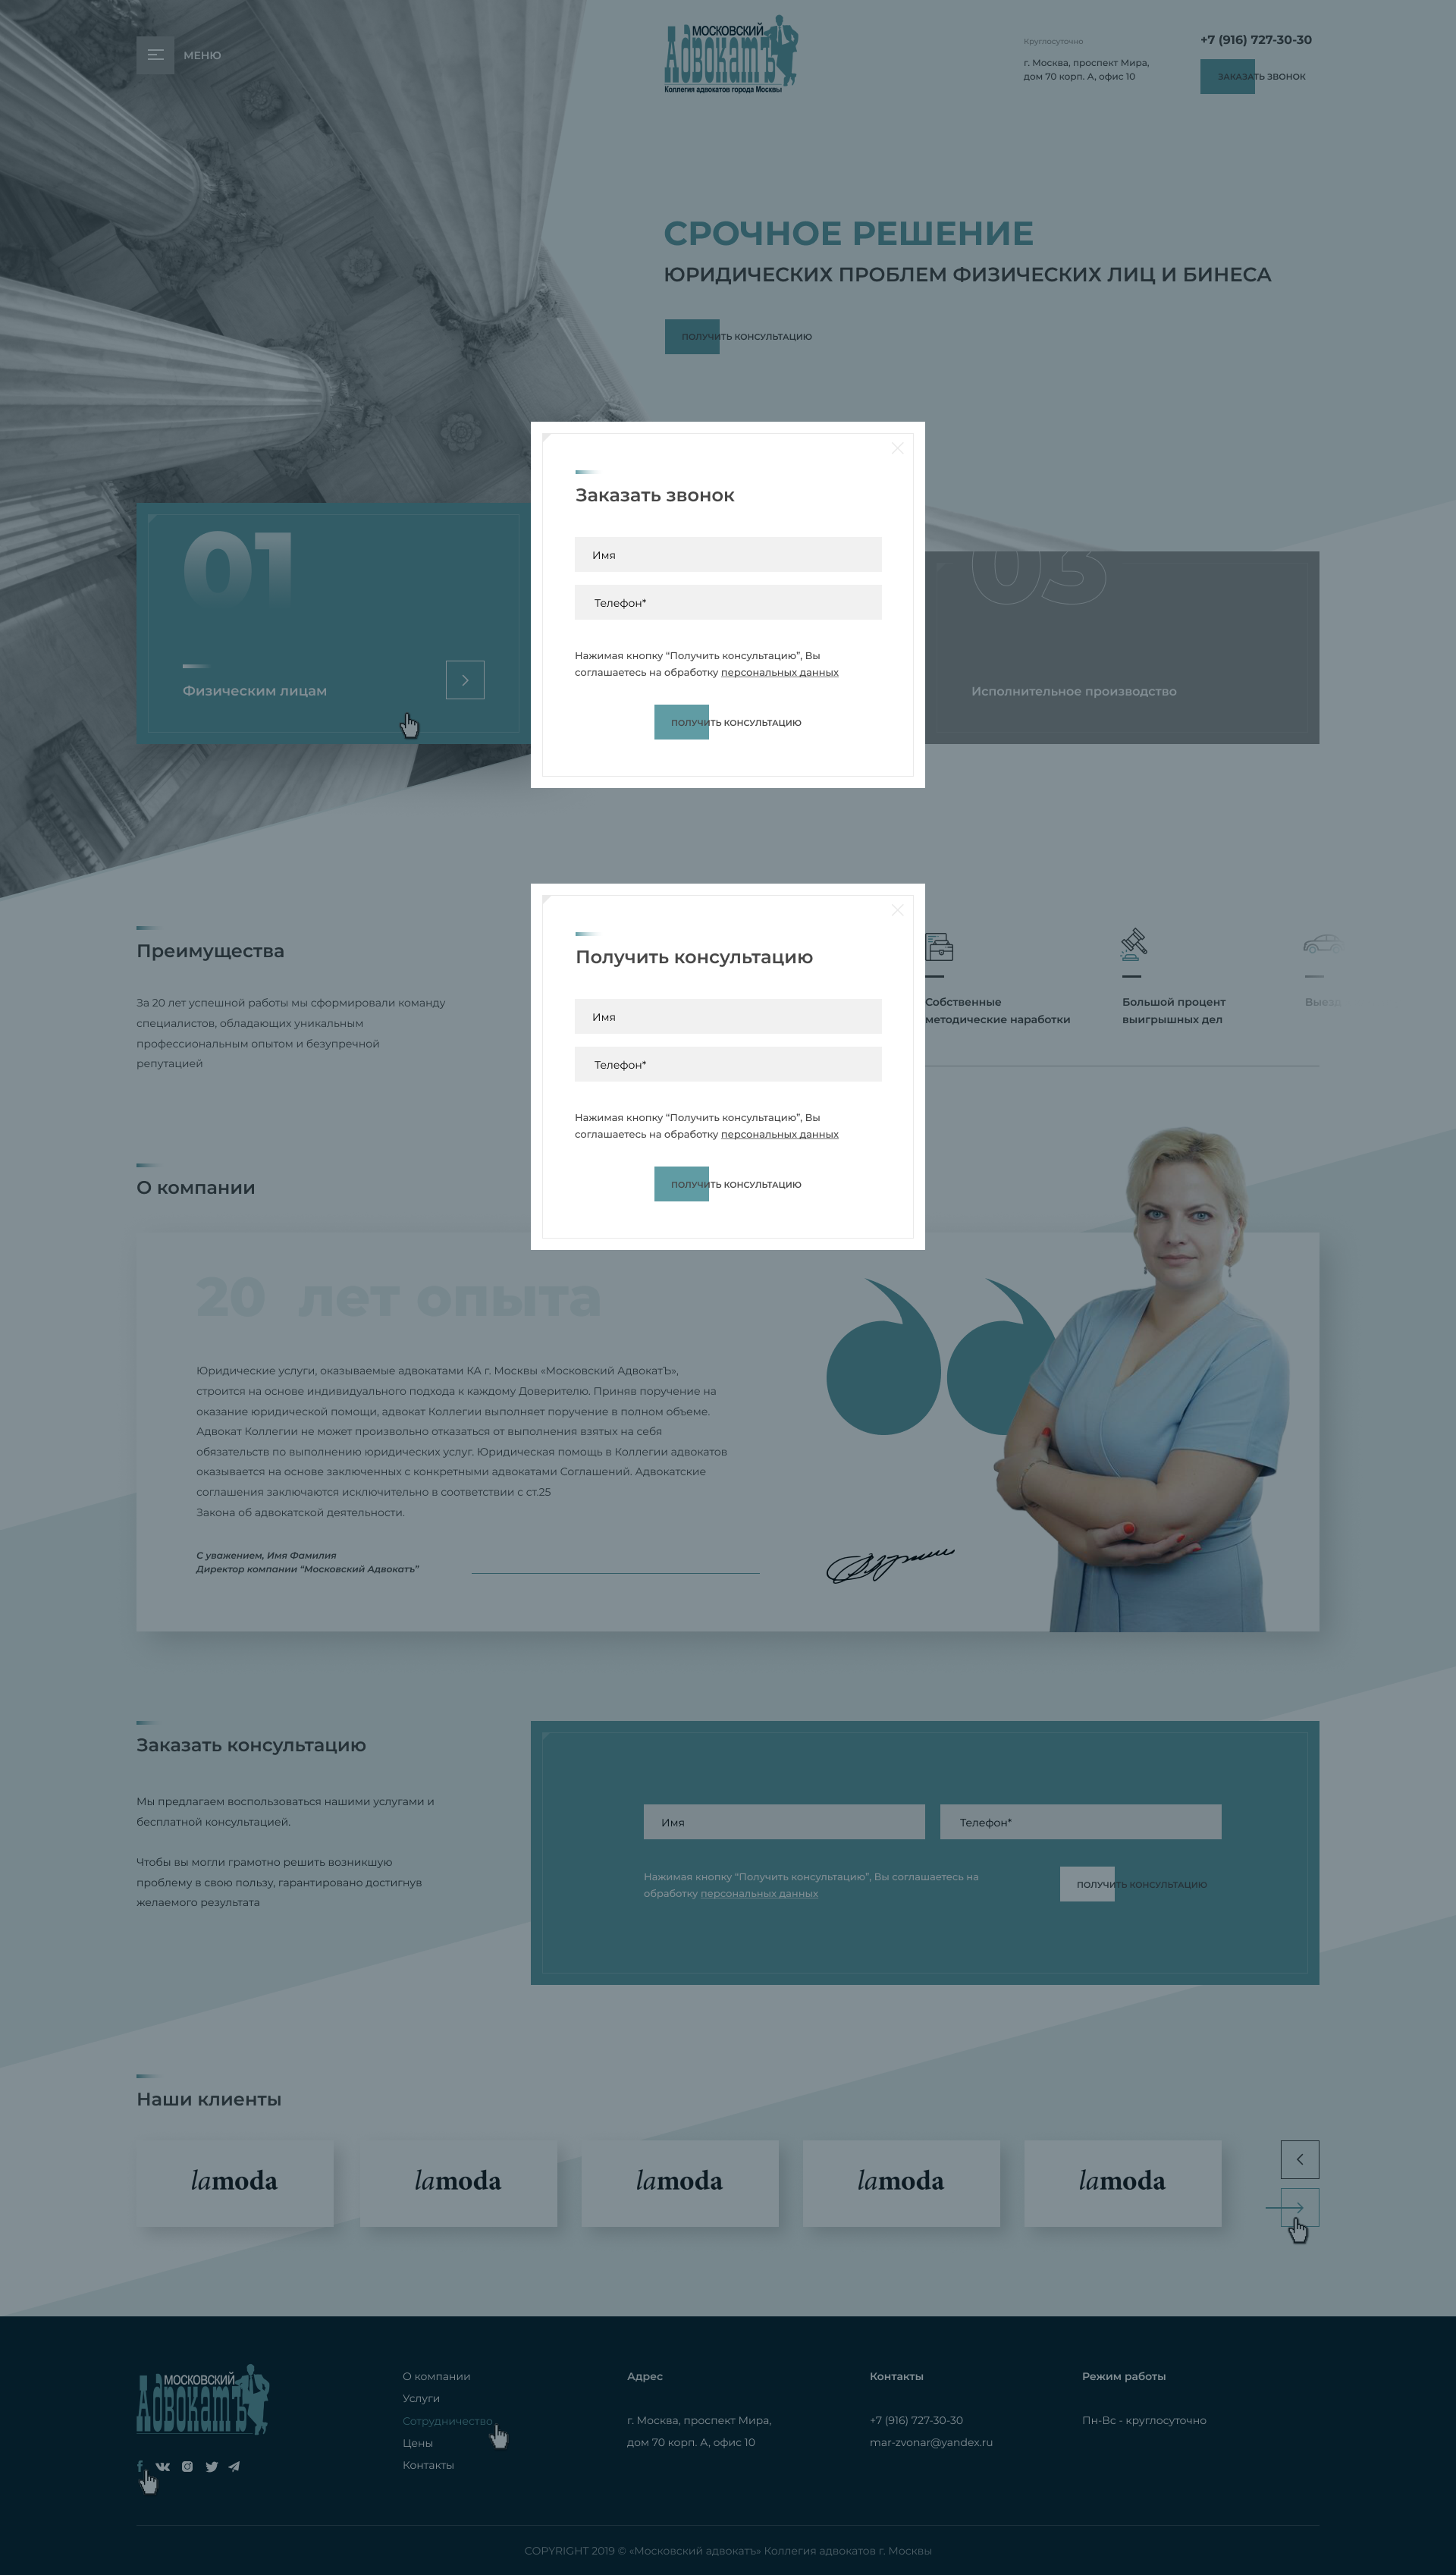 МЕНЮ
МОСКОВСКИЙ
АдвокатЪ
Коллегия адвокатов города Москвы
Круглосуточно
г. Москва, проспект Мира,
дом 70 корп. А, офис 10
+7 (916) 727-30-30
ЗАКАЗАТЬ ЗВОНОК
СРОЧНОЕ РЕШЕНИЕ
ЮРИДИЧЕСКИХ ПРОБЛЕМ ФИЗИЧЕСКИХ ЛИЦ И БИНЕСА
ПОЛУЧИТЬ КОНСУЛЬТАЦИЮ
01
Физическим лицам
03
Исполнительное производство
Заказать звонок
Имя
Телефон*
Нажимая кнопку “Получить консультацию”, Вы
соглашаетесь на обработку персональных данных
ПОЛУЧИТЬ КОНСУЛЬТАЦИЮ
Преимущества
За 20 лет успешной работы мы сформировали команду
специалистов, обладающих уникальным
профессиональным опытом и безупречной
репутацией
Собственные
методические наработки
Большой процент
выигрышных дел
Выезд
Получить консультацию
Имя
Телефон*
Нажимая кнопку “Получить консультацию”, Вы
соглашаетесь на обработку персональных данных
ПОЛУЧИТЬ КОНСУЛЬТАЦИЮ
О компании
20 лет опыта
Юридические услуги, оказываемые адвокатами КА г. Москвы «Московский АдвокатЪ»,
строится на основе индивидуального подхода к каждому Доверителю. Приняв поручение на
оказание юридической помощи, адвокат Коллегии выполняет поручение в полном объеме.
Адвокат Коллегии не может произвольно отказаться от выполнения взятых на себя
обязательств по выполнению юридических услуг. Юридическая помощь в Коллегии адвокатов
оказывается на основе заключенных с конкретными адвокатами Соглашений. Адвокатские
соглашения заключаются исключительно в соответствии с ст.25
Закона об адвокатской деятельности.
С уважением, Имя Фамилия
Директор компании “Московский Адвокатъ”
Заказать консультацию
Мы предлагаем воспользоваться нашими услугами и
бесплатной консультацией.
Чтобы вы могли грамотно решить возникшую
проблему в свою пользу, гарантировано достигнув
желаемого результата
Имя
Телефон*
Нажимая кнопку “Получить консультацию”, Вы соглашаетесь на
обработку персональных данных
ПОЛУЧИТЬ КОНСУЛЬТАЦИЮ
Наши клиенты
lamoda
lamoda
lamoda
lamoda
lamoda
МОСКОВСКИЙ
АдвокатЪ
О компании
Услуги
Сотрудничество
Цены
Контакты
Адрес
г. Москва, проспект Мира,
дом 70 корп. А, офис 10
Контакты
+7 (916) 727-30-30
mar-zvonar@yandex.ru
Режим работы
Пн-Вс - круглосуточно
COPYRIGHT 2019 © «Московский адвокатъ» Коллегия адвокатов г. Москвы